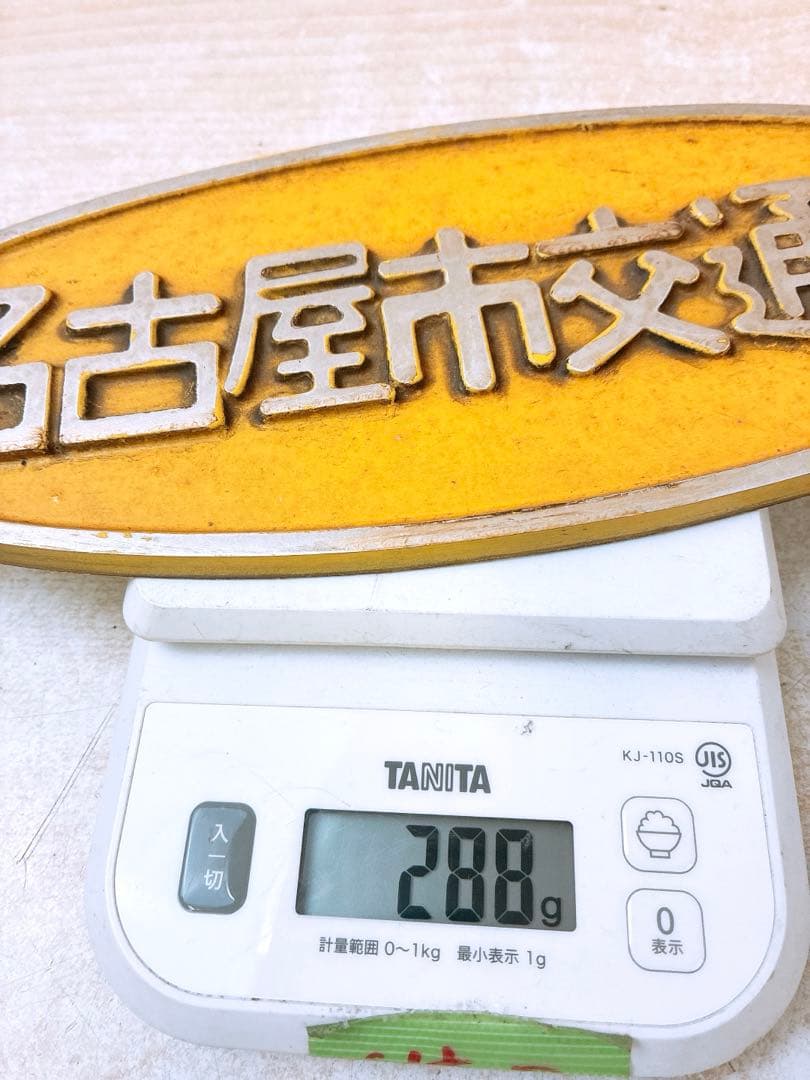 名古屋市交通
TANITA
KJ-110S
JIS
JQA
入
切
288g
0
表示
計量範囲 0～1kg 最小表示 1g